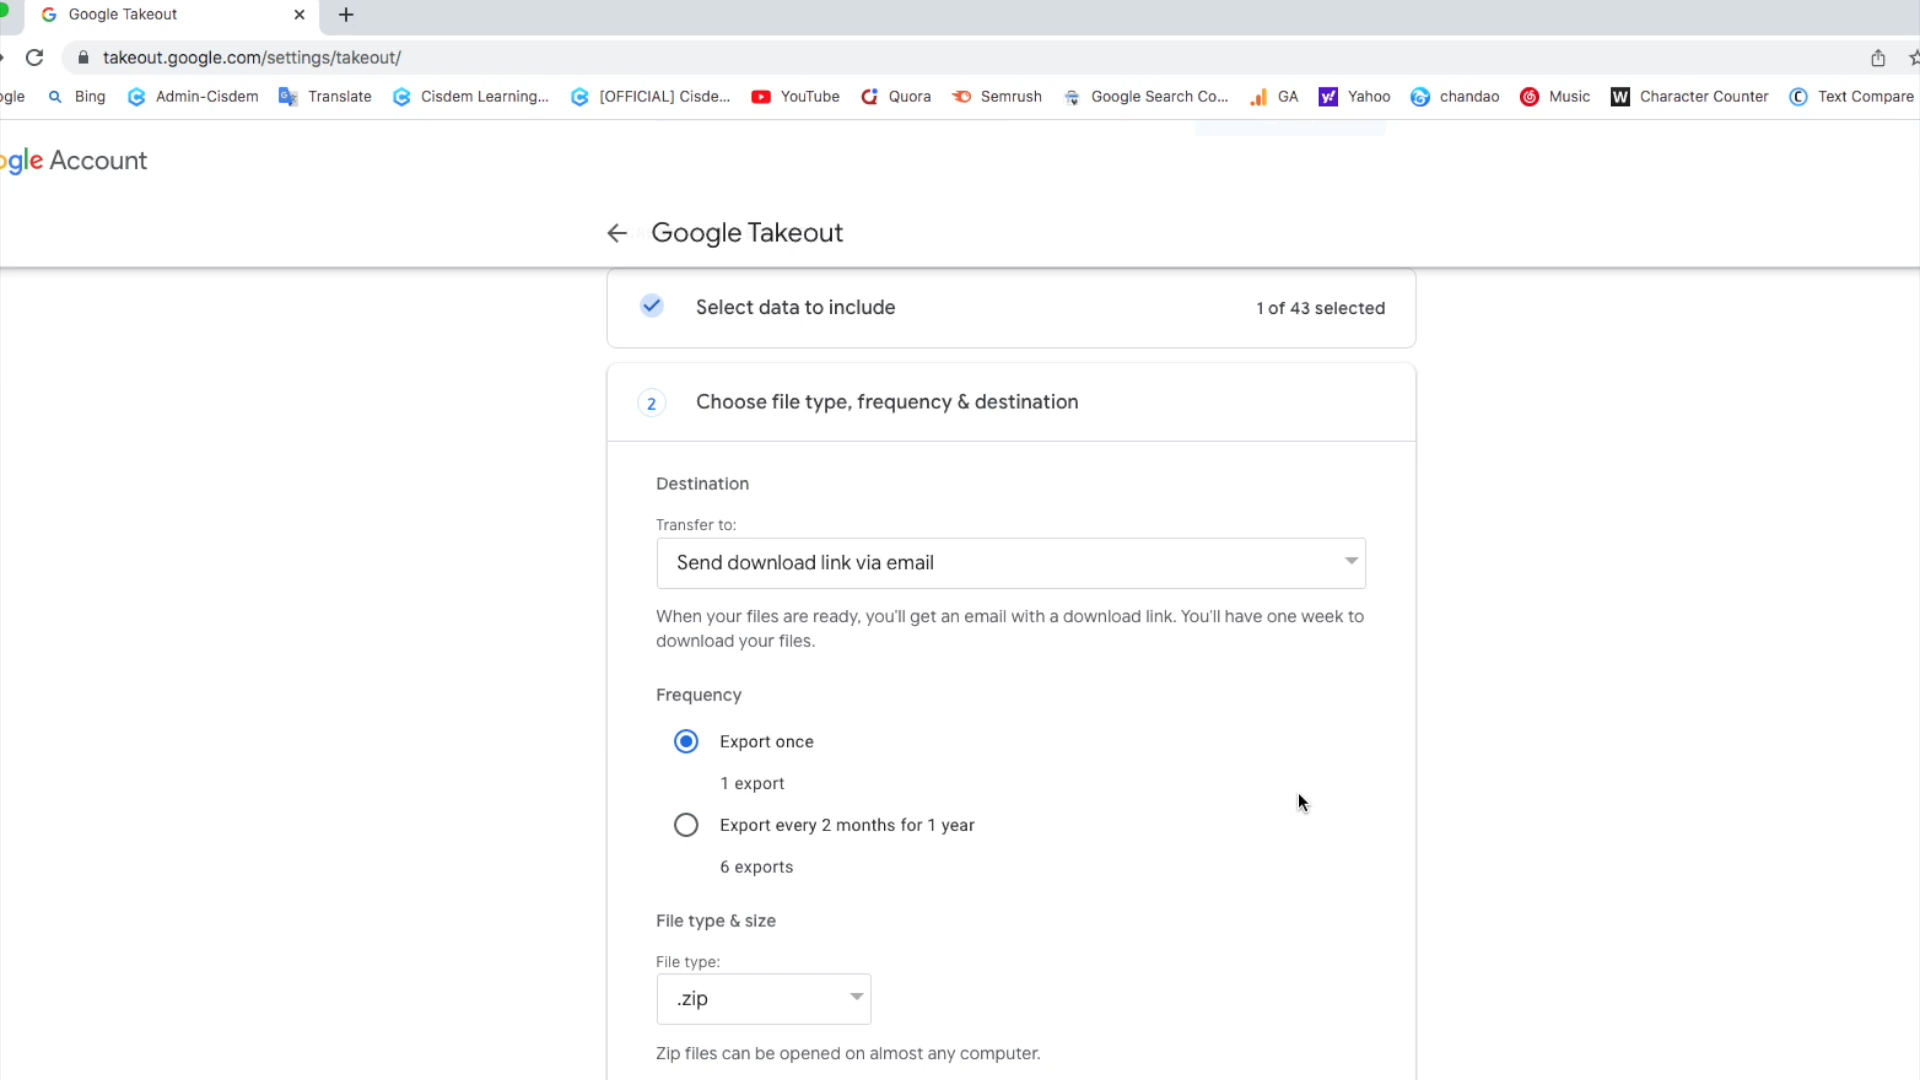 Google Takeout
takeout.google.com/settings/takeout/
ogle Bing Admin-Cisdem Translate Cisdem Learning... [OFFICIAL] Cisde... YouTube Quora Semrush Google Search Co... GA Yahoo chandao Music Character Counter Text Compare
ogle Account
Google Takeout
Select data to include 1 of 43 selected
2 Choose file type, frequency & destination
Destination
Transfer to:
Send download link via email
When your files are ready, you'll get an email with a download link. You'll have one week to
download your files.
Frequency
Export once
1 export
Export every 2 months for 1 year
6 exports
File type & size
File type:
.zip
Zip files can be opened on almost any computer.